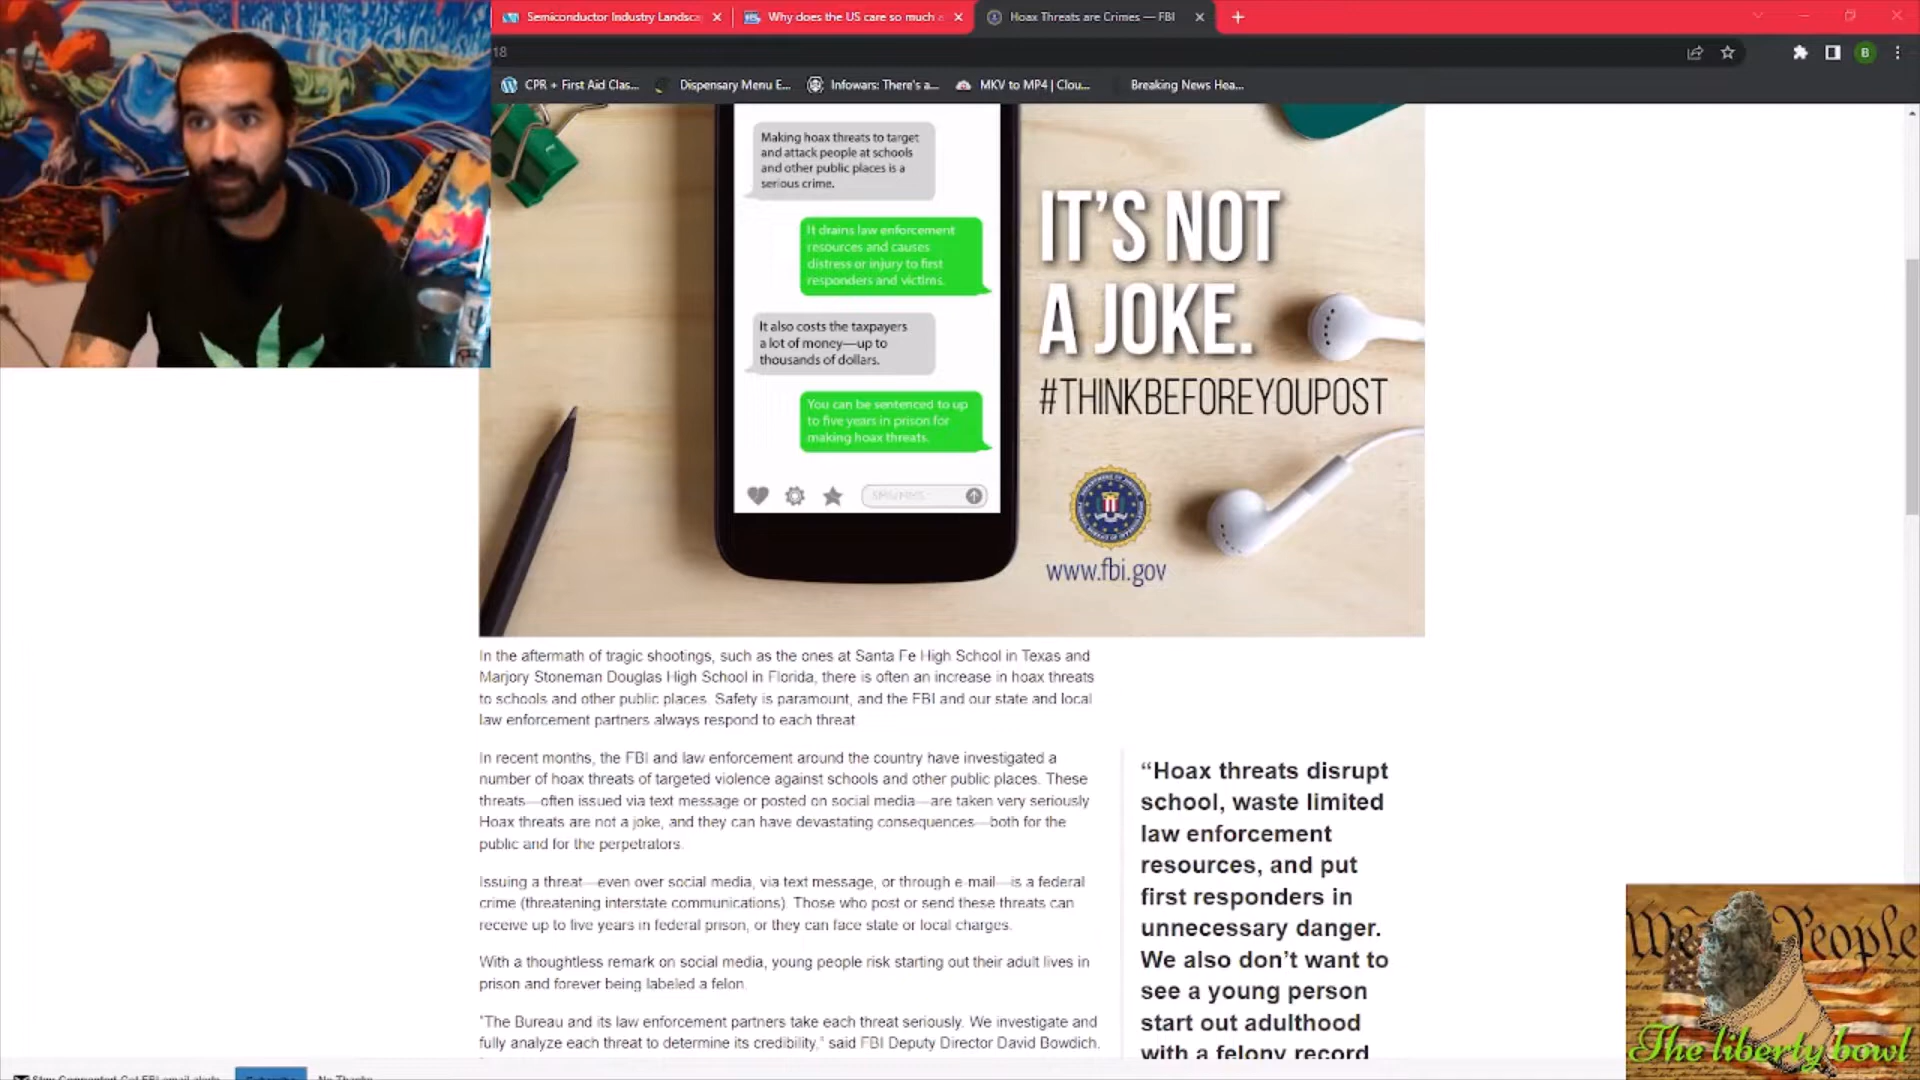 Semiconductor Industry Landsca
Why does the US care so much a
Hoax Threats are Crimes — FBI
18
B
CPR + First Aid Clas...
Dispensary Menu E...
Infowars: There's a...
MKV to MP4 | Clou...
Breaking News Hea...
Making hoax threats to target
and attack people at schools
and other public places is a
serious crime.
It drains law enforcement
resources and causes
distress or injury to first
responders and victims.
It also costs the taxpayers
a lot of money—up to
thousands of dollars.
You can be sentenced to up
to five years in prison for
making hoax threats.
IT'S NOT
A JOKE.
#THINKBEFOREYOUPOST
www.fbi.gov
In the aftermath of tragic shootings, such as the ones at Santa Fe High School in Texas and
Marjory Stoneman Douglas High School in Florida, there is often an increase in hoax threats
to schools and other public places. Safety is paramount, and the FBI and our state and local
law enforcement partners always respond to each threat.
In recent months, the FBI and law enforcement around the country have investigated a
number of hoax threats of targeted violence against schools and other public places. These
threats—often issued via text message or posted on social media—are taken very seriously
Hoax threats are not a joke, and they can have devastating consequences—both for the
public and for the perpetrators.
Issuing a threat—even over social media, via text message, or through e-mail—is a federal
crime (threatening interstate communications). Those who post or send these threats can
receive up to five years in federal prison, or they can face state or local charges.
With a thoughtless remark on social media, young people risk starting out their adult lives in
prison and forever being labeled a felon.
"The Bureau and its law enforcement partners take each threat seriously. We investigate and
fully analyze each threat to determine its credibility," said FBI Deputy Director David Bowdich.
“Hoax threats disrupt
school, waste limited
law enforcement
resources, and put
first responders in
unnecessary danger.
We also don’t want to
see a young person
start out adulthood
with a felony record
Stay Connected Get FBI email alerts
Subscribe
No Thanks
We People
The liberty bowl